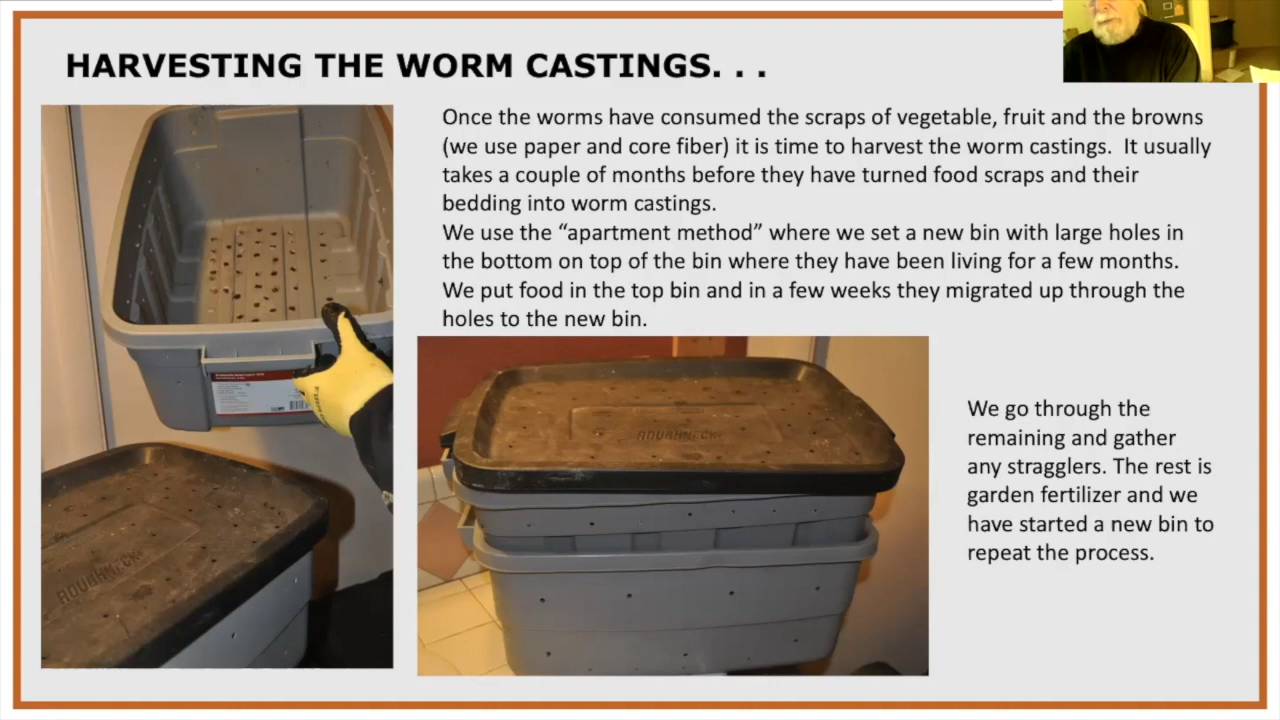 HARVESTING THE WORM CASTINGS. . .
Once the worms have consumed the scraps of vegetable, fruit and the browns
(we use paper and core fiber) it is time to harvest the worm castings.  It usually
takes a couple of months before they have turned food scraps and their
bedding into worm castings.
We use the “apartment method” where we set a new bin with large holes in
the bottom on top of the bin where they have been living for a few months.
We put food in the top bin and in a few weeks they migrated up through the
holes to the new bin.
We go through the
remaining and gather
any stragglers. The rest is
garden fertilizer and we
have started a new bin to
repeat the process.
ROUGHNECK
ROUGHNECK